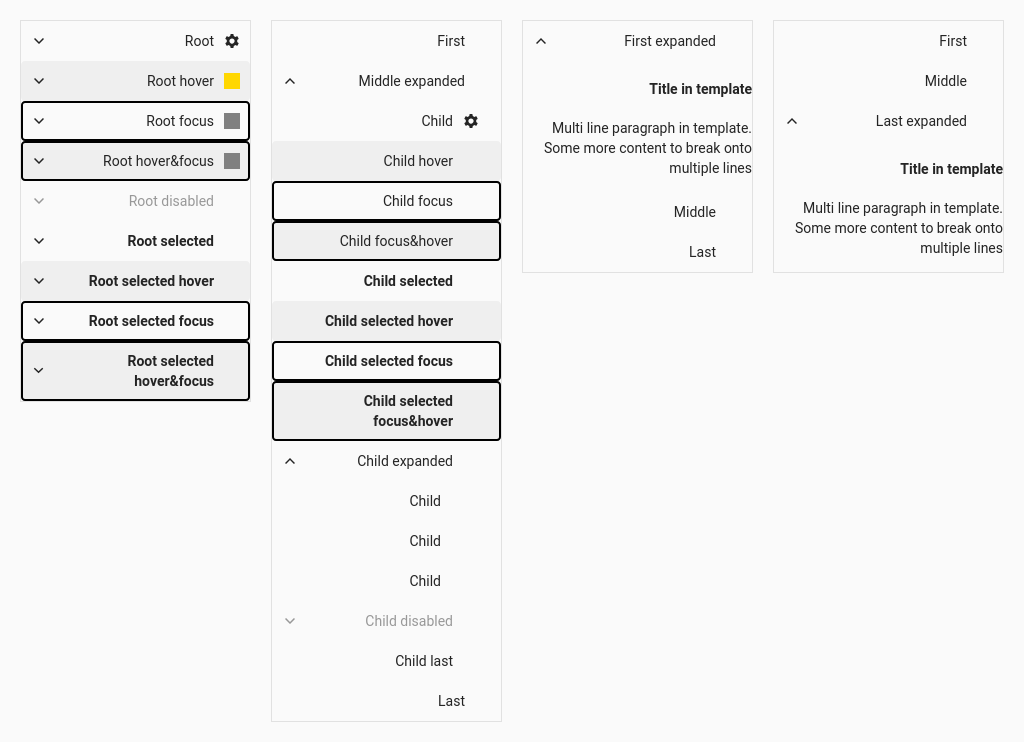 Root
Root hover
Root focus
Root hover&focus
Root disabled
Root selected
Root selected hover
Root selected focus
Root selected
hover&focus
First
Middle expanded
Child
Child hover
Child focus
Child focus&hover
Child selected
Child selected hover
Child selected focus
Child selected
focus&hover
Child expanded
Child
Child
Child
Child disabled
Child last
Last
First expanded
Title in template
Multi line paragraph in template.
Some more content to break onto
multiple lines
Middle
Last
First
Middle
Last expanded
Title in template
Multi line paragraph in template.
Some more content to break onto
multiple lines